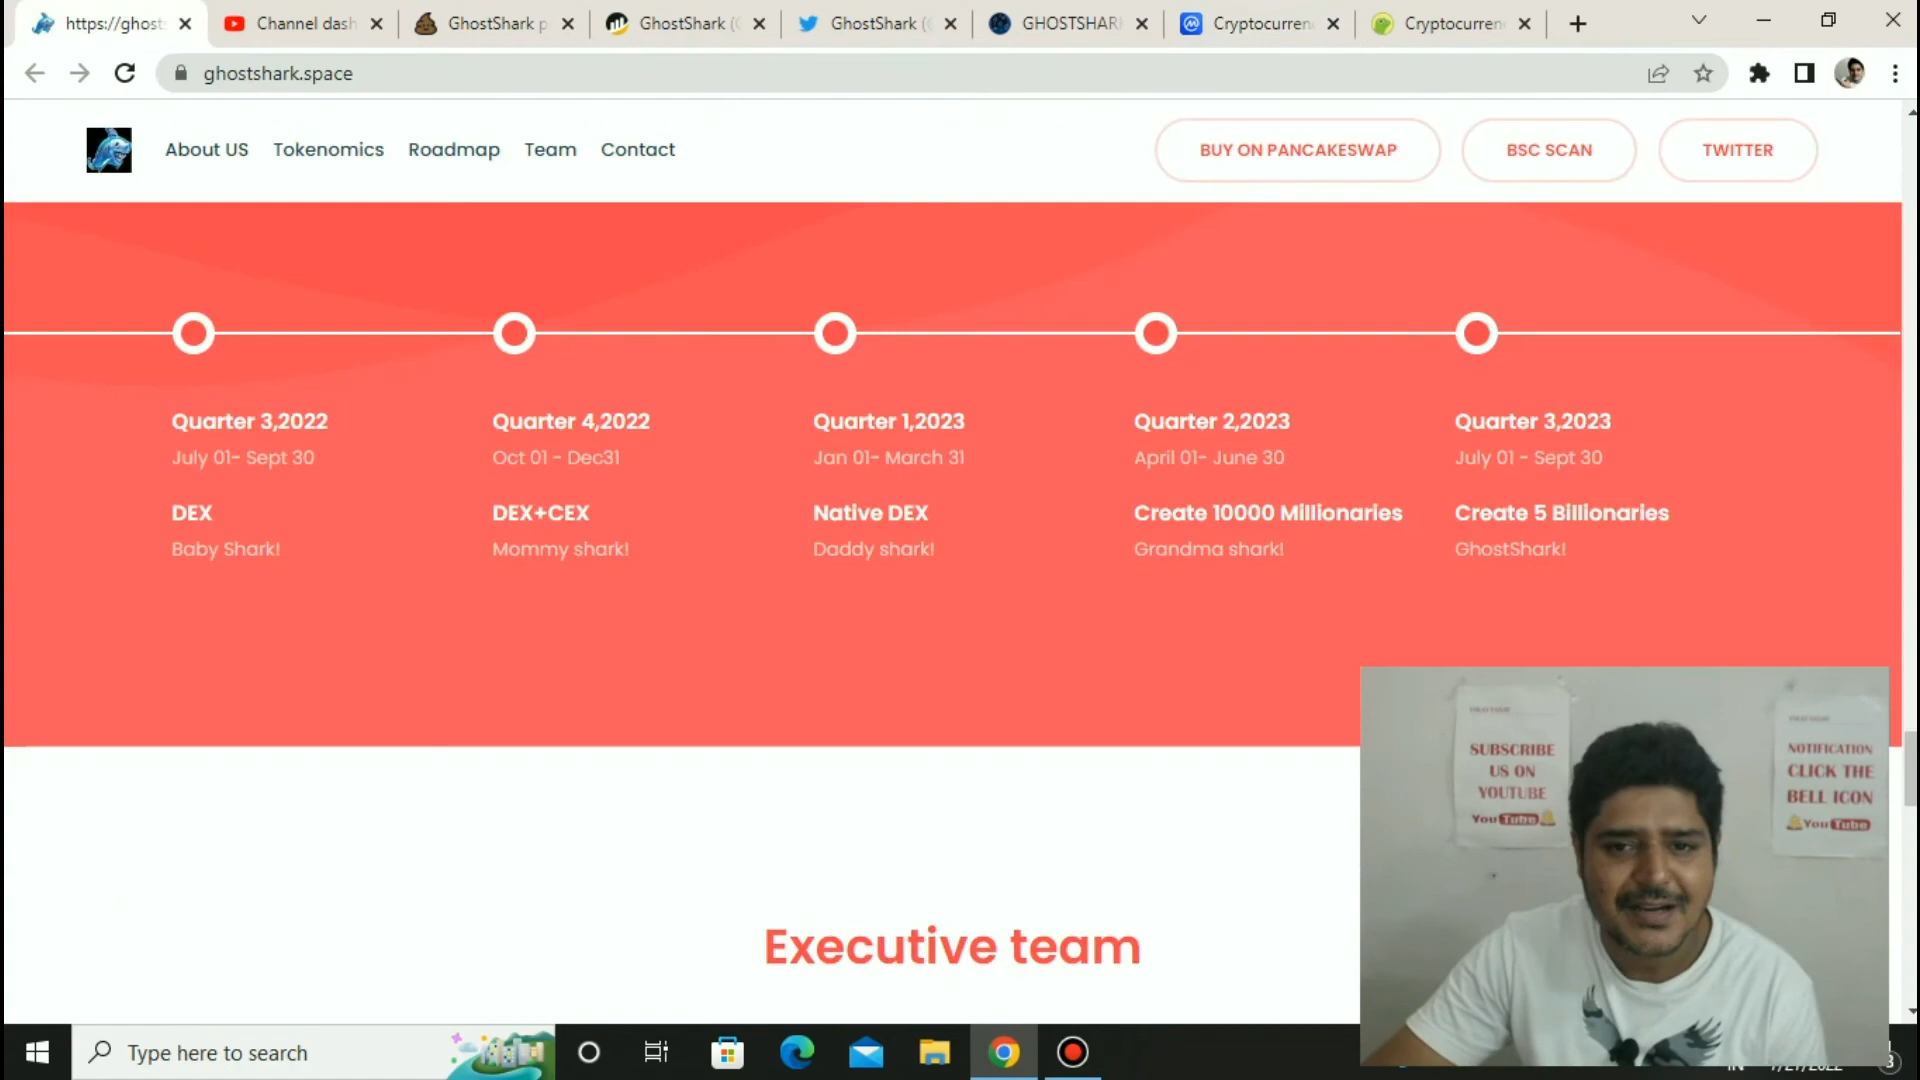 https://ghost
Channel dash
GhostShark p
GhostShark (
GhostShark (
GHOSTSHAR
Cryptocurren
Cryptocurren
ghostshark.space
About US
Tokenomics
Roadmap
Team
Contact
BUY ON PANCAKESWAP
BSC SCAN
TWITTER
Quarter 3,2022
July 01- Sept 30
DEX
Baby Shark!
Quarter 4,2022
Oct 01 - Dec31
DEX+CEX
Mommy shark!
Quarter 1,2023
Jan 01- March 31
Native DEX
Daddy shark!
Quarter 2,2023
April 01- June 30
Create 10000 Millionaries
Grandma shark!
Quarter 3,2023
July 01 - Sept 30
Create 5 Billionaries
GhostShark!
Executive team
SUBSCRIBE
US ON
YOUTUBE
YouTube
NOTIFICATION
CLICK THE
BELL ICON
YouTube
Type here to search